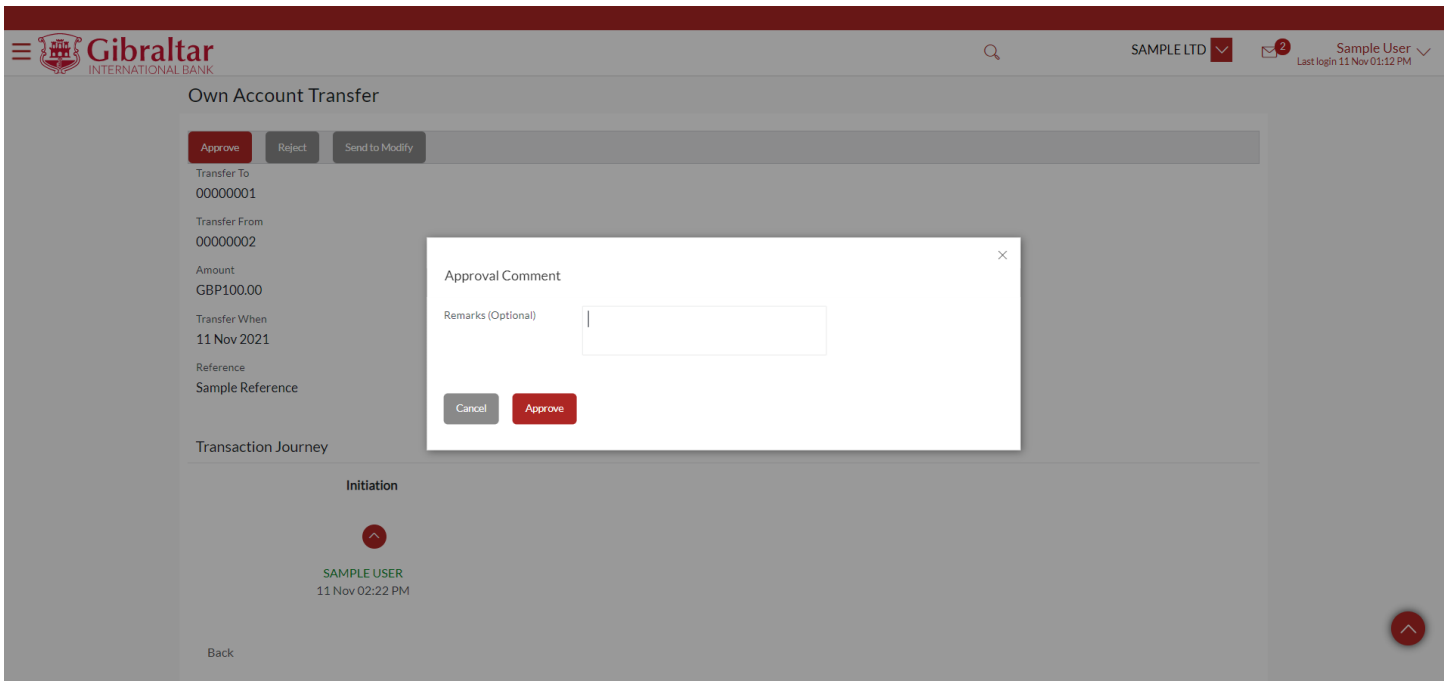 Gibraltar
INTERNATIONAL BANK
SAMPLE LTD
2
Sample User
Last login 11 Nov 01:12 PM
Own Account Transfer
Approve Reject Send to Modify
Transfer To
00000001
Transfer From
00000002
Amount
GBP100.00
Transfer When
11 Nov 2021
Reference
Sample Reference
Approval Comment
Remarks (Optional)
Cancel Approve
Transaction Journey
Initiation
SAMPLE USER
11 Nov 02:22 PM
Back